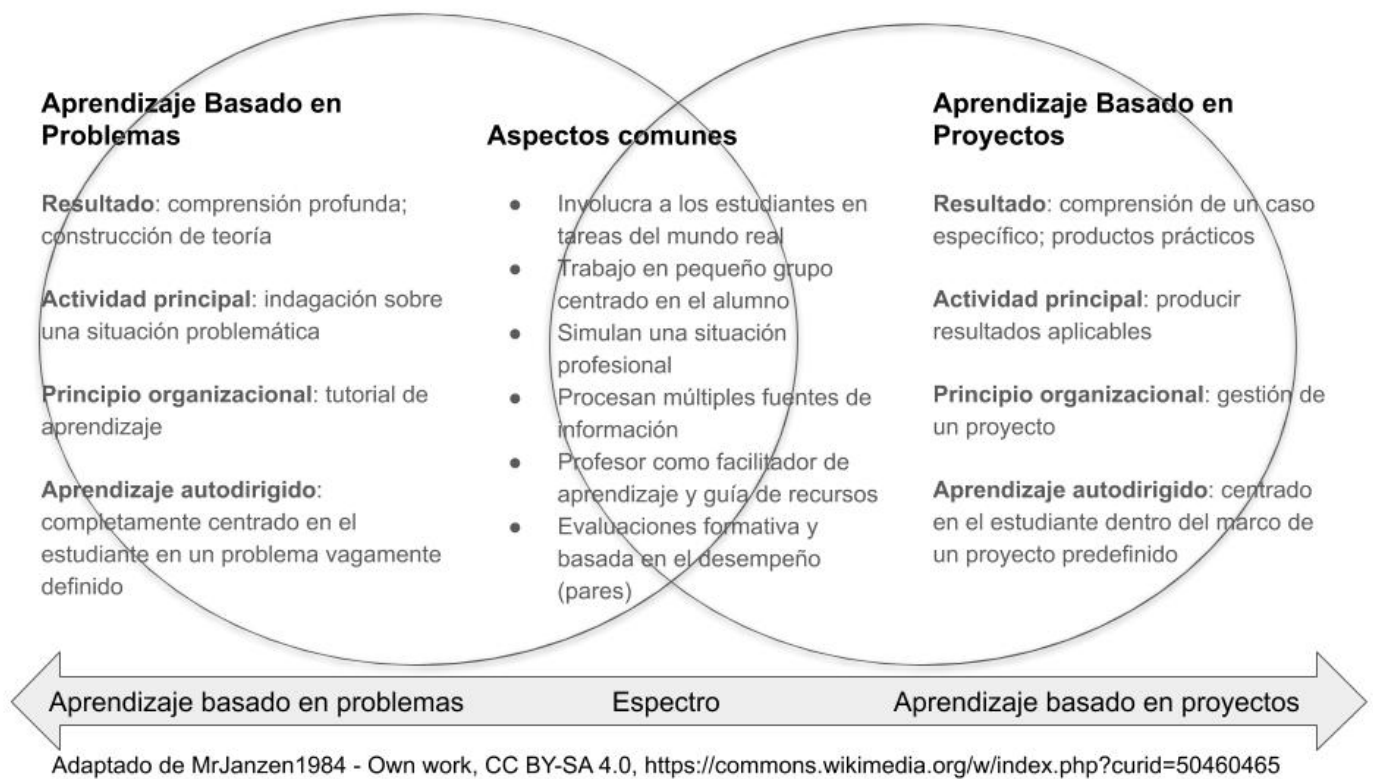 Aprendizaje Basado en
Problemas
Resultado: comprensión profunda;
construcción de teoría
Actividad principal: indagación sobre
una situación problemática
Principio organizacional: tutorial de
aprendizaje
Aprendizaje autodirigido:
completamente centrado en el
estudiante en un problema vagamente
definido
Aspectos comunes
● Involucra a los estudiantes en
tareas del mundo real
● Trabajo en pequeño grupo
centrado en el alumno
● Simulan una situación
profesional
● Procesan múltiples fuentes de
información
● Profesor como facilitador de
aprendizaje y guía de recursos
● Evaluaciones formativa y
basada en el desempeño
(pares)
Aprendizaje Basado en
Proyectos
Resultado: comprensión de un caso
específico; productos prácticos
Actividad principal: producir
resultados aplicables
Principio organizacional: gestión de
un proyecto
Aprendizaje autodirigido: centrado
en el estudiante dentro del marco de
un proyecto predefinido
Aprendizaje basado en problemas
Espectro
Aprendizaje basado en proyectos
Adaptado de MrJanzen1984 - Own work, CC BY-SA 4.0, https://commons.wikimedia.org/w/index.php?curid=50460465